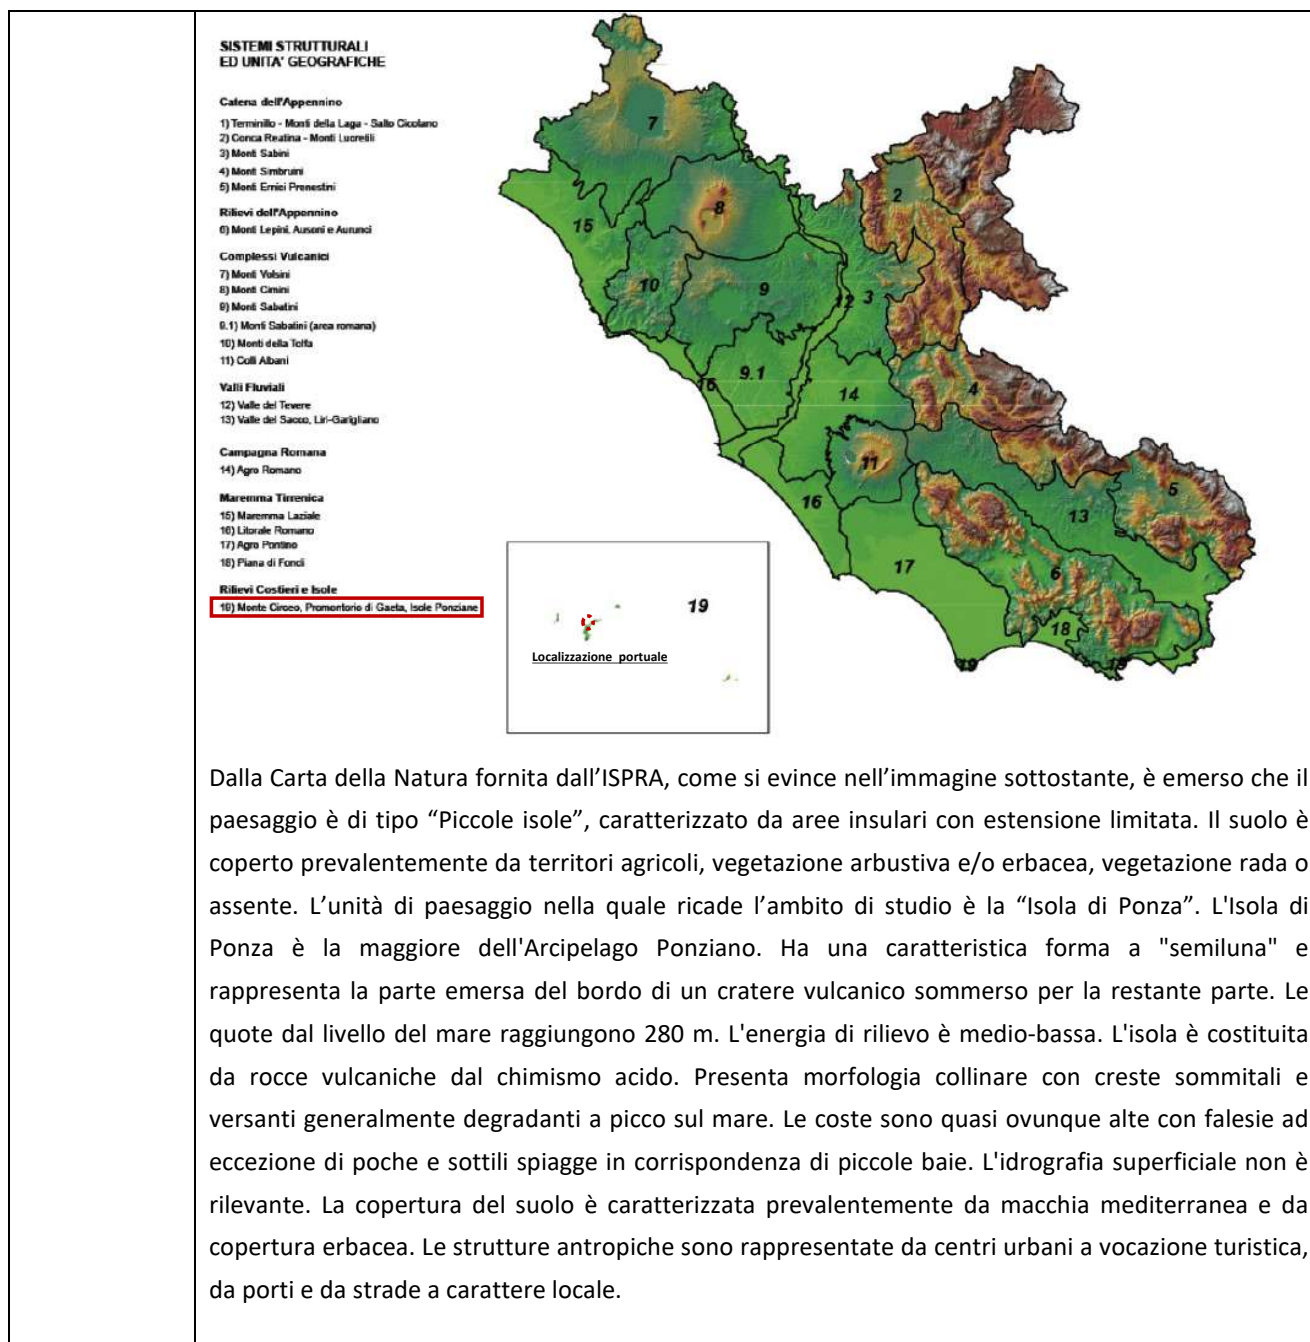 SISTEMI STRUTTURALI
ED UNITA' GEOGRAFICHE
Catena dell'Appennino
1) Terminillo - Monti della Laga - Salto Cicolano
2) Conca Reatina - Monti Lucretili
3) Monti Sabini
4) Monti Simbruini
5) Monti Ernici Prenestini
Rilievi dell'Appennino
6) Monti Lepini, Ausoni e Aurunci
Complessi Vulcanici
7) Monti Volsini
8) Monti Cimini
9) Monti Sabatini
9.1) Monti Sabatini (area romana)
10) Monti della Tolfa
11) Colli Albani
Valli Fluviali
12) Valle del Tevere
13) Valle del Sacco, Liri-Garigliano
Campagna Romana
14) Agro Romano
Maremma Tirrenica
15) Maremma Laziale
16) Litorale Romano
17) Agro Pontino
18) Piana di Fondi
Rilievi Costieri e Isole
19) Monte Circeo, Promontorio di Gaeta, Isole Ponziane
7
2
15
8
10
9
12
3
16
9.1
14
4
11
5
16
13
17
6
18
19
19
19
Localizzazione portuale
Dalla Carta della Natura fornita dall'ISPRA, come si evince nell'immagine sottostante, è emerso che il
paesaggio è di tipo “Piccole isole”, caratterizzato da aree insulari con estensione limitata. Il suolo è
coperto prevalentemente da territori agricoli, vegetazione arbustiva e/o erbacea, vegetazione rada o
assente. L’unità di paesaggio nella quale ricade l’ambito di studio è la “Isola di Ponza”. L'Isola di
Ponza è la maggiore dell'Arcipelago Ponziano. Ha una caratteristica forma a "semiluna" e
rappresenta la parte emersa del bordo di un cratere vulcanico sommerso per la restante parte. Le
quote dal livello del mare raggiungono 280 m. L'energia di rilievo è medio-bassa. L'isola è costituita
da rocce vulcaniche dal chimismo acido. Presenta morfologia collinare con creste sommitali e
versanti generalmente degradanti a picco sul mare. Le coste sono quasi ovunque alte con falesie ad
eccezione di poche e sottili spiagge in corrispondenza di piccole baie. L'idrografia superficiale non è
rilevante. La copertura del suolo è caratterizzata prevalentemente da macchia mediterranea e da
copertura erbacea. Le strutture antropiche sono rappresentate da centri urbani a vocazione turistica,
da porti e da strade a carattere locale.